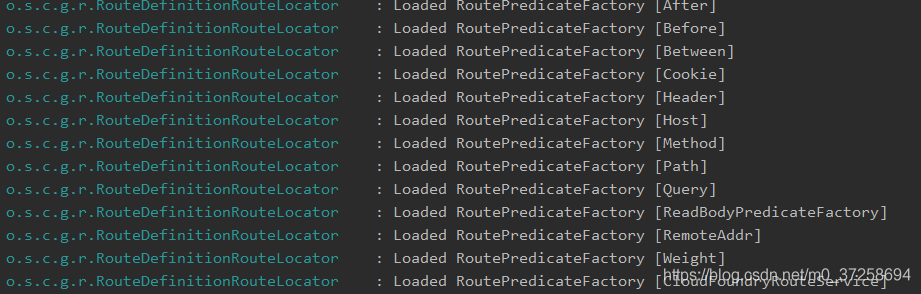 o.s.c.g.r.RouteDefinitionRouteLocator : Loaded RoutePredicateFactory [After]
o.s.c.g.r.RouteDefinitionRouteLocator : Loaded RoutePredicateFactory [Before]
o.s.c.g.r.RouteDefinitionRouteLocator : Loaded RoutePredicateFactory [Between]
o.s.c.g.r.RouteDefinitionRouteLocator : Loaded RoutePredicateFactory [Cookie]
o.s.c.g.r.RouteDefinitionRouteLocator : Loaded RoutePredicateFactory [Header]
o.s.c.g.r.RouteDefinitionRouteLocator : Loaded RoutePredicateFactory [Host]
o.s.c.g.r.RouteDefinitionRouteLocator : Loaded RoutePredicateFactory [Method]
o.s.c.g.r.RouteDefinitionRouteLocator : Loaded RoutePredicateFactory [Path]
o.s.c.g.r.RouteDefinitionRouteLocator : Loaded RoutePredicateFactory [Query]
o.s.c.g.r.RouteDefinitionRouteLocator : Loaded RoutePredicateFactory [ReadBodyPredicateFactory]
o.s.c.g.r.RouteDefinitionRouteLocator : Loaded RoutePredicateFactory [RemoteAddr]
o.s.c.g.r.RouteDefinitionRouteLocator : Loaded RoutePredicateFactory [Weight]
o.s.c.g.r.RouteDefinitionRouteLocator : Loaded RoutePredicateFactory [CloudFoundryRouteService]
https://blog.csdn.net/m0_37258694